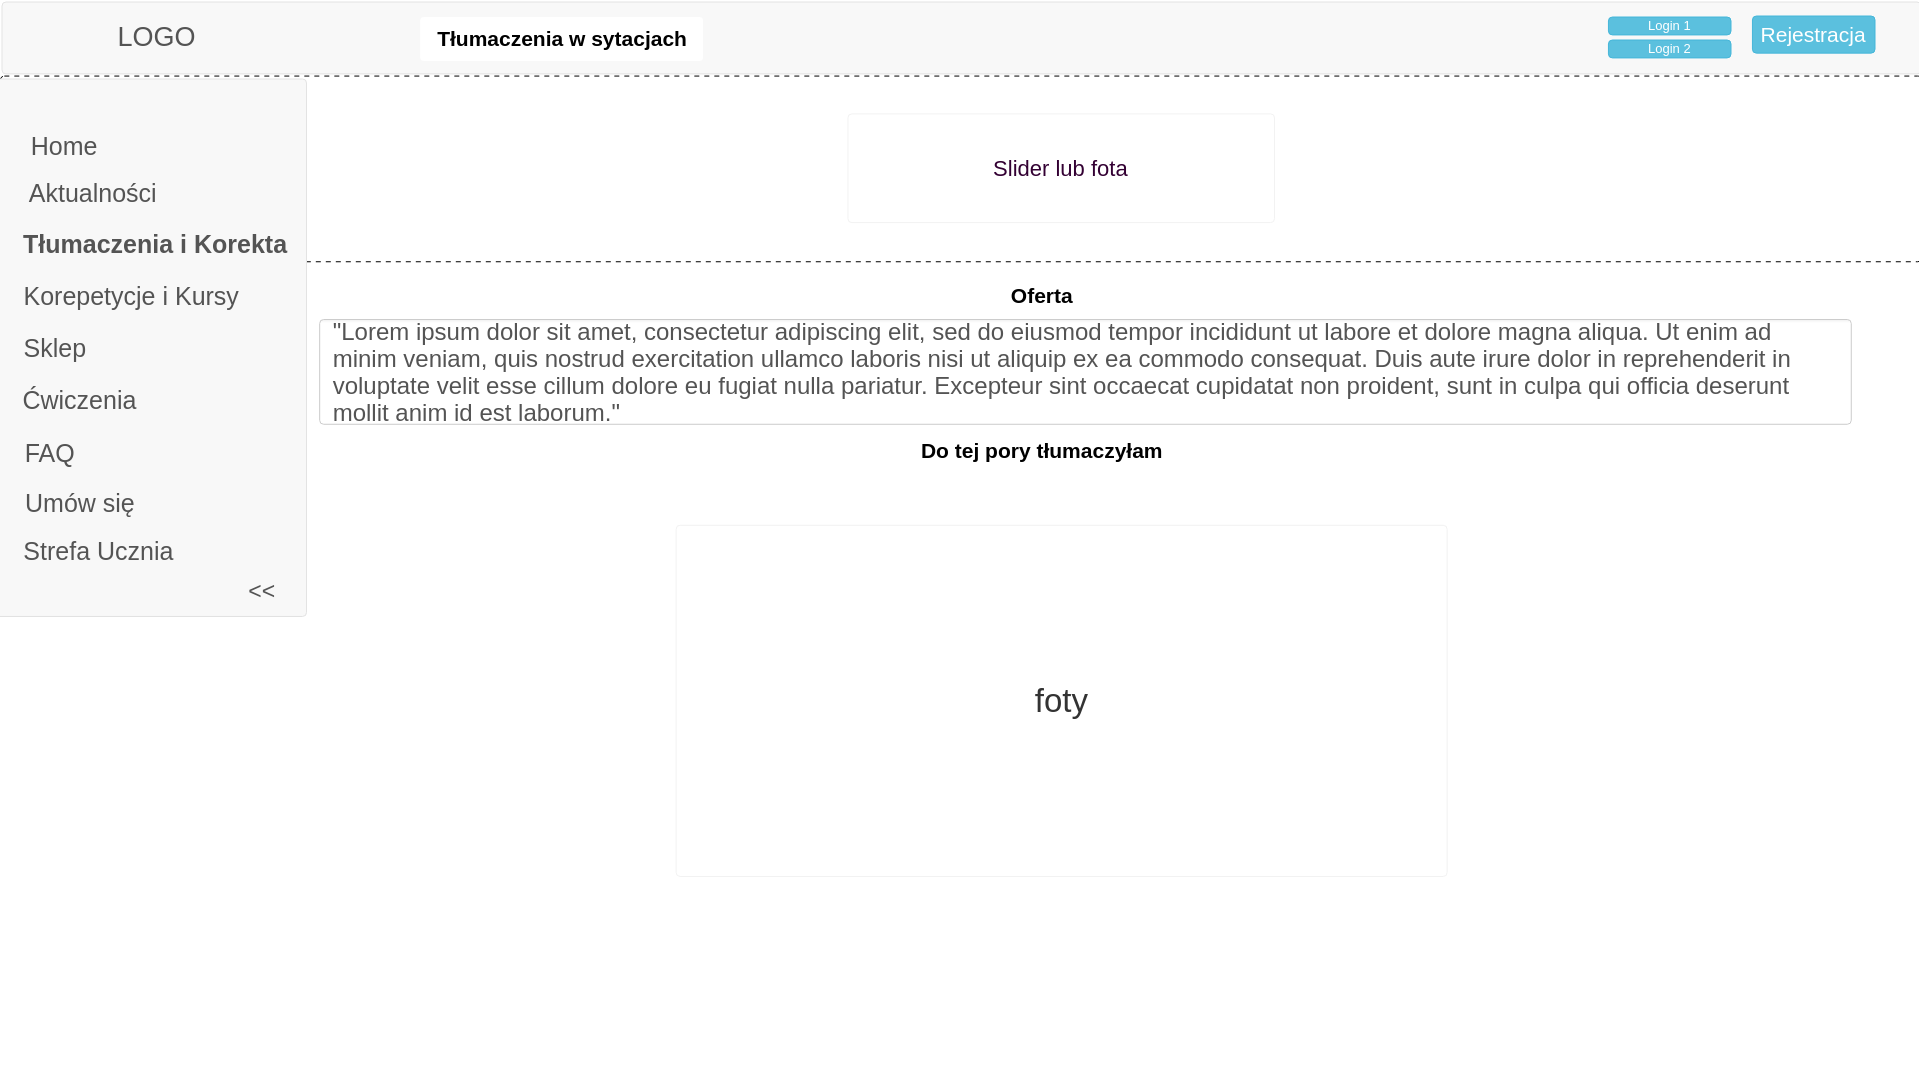 LOGO
Tłumaczenia w sytacjach
Login 1
Login 2
Rejestracja
Home
Aktualności
Tłumaczenia i Korekta
Korepetycje i Kursy
Sklep
Ćwiczenia
FAQ
Umów się
Strefa Ucznia
<<
Slider lub fota
Oferta
"Lorem ipsum dolor sit amet, consectetur adipiscing elit, sed do eiusmod tempor incididunt ut labore et dolore magna aliqua. Ut enim ad
minim veniam, quis nostrud exercitation ullamco laboris nisi ut aliquip ex ea commodo consequat. Duis aute irure dolor in reprehenderit in
voluptate velit esse cillum dolore eu fugiat nulla pariatur. Excepteur sint occaecat cupidatat non proident, sunt in culpa qui officia deserunt
mollit anim id est laborum."
Do tej pory tłumaczyłam
foty